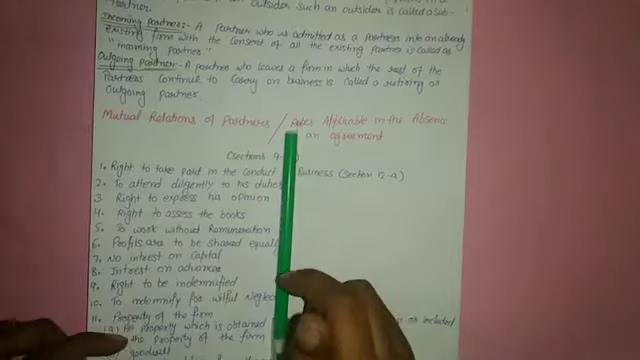 Partner. outsider such an outsider is called a Sub-
Partner.
Incoming Partner:- A Partner who is admitted as a Partners into an already
existing firm with the consent of all the existing Partner is called as
"incoming Partner"
Outgoing Partner:- A partner who leaves a firm in which the rest of the
Partners continue to carry on business is called a retiring or
outgoing partner.
Mutual Relations of Partners / Rules Applicable in the Absence
an agreement
(sections 9-
1. Right to take part in the conduct Business (Section 12-a)
2. To attend diligently to his duties
3 Right to express his opinion
4. Right to assess the books
5. To work without Remuneration
6. Profits are to be shared equally
7. No interest on Capital
8. Interest on advances
9. Right to be indemnified
10. To indemnify for wilful Neglect
11. Property of the firm
(a) property which is obtained or included
the property of the firm
goodwill